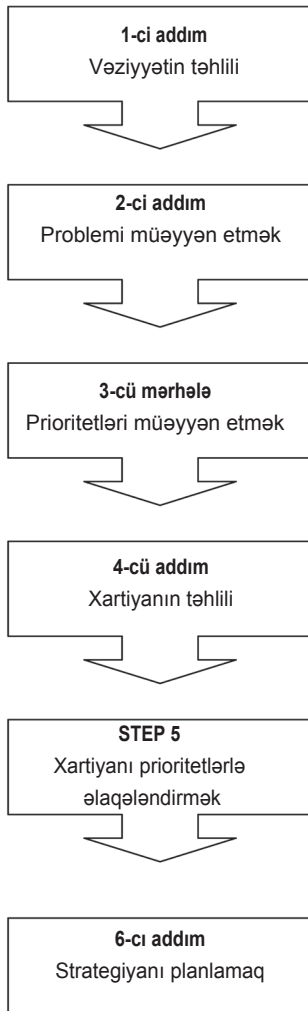 1-ci addım
Vəziyyətin təhlili
2-ci addım
Problemi müəyyən etmək
3-cü mərhələ
Prioritetləri müəyyən etmək
4-cü addım
Xartiyanın təhlili
STEP 5
Xartiyanı prioritetlərlə
əlaqələndirmək
6-cı addım
Strategiyanı planlamaq